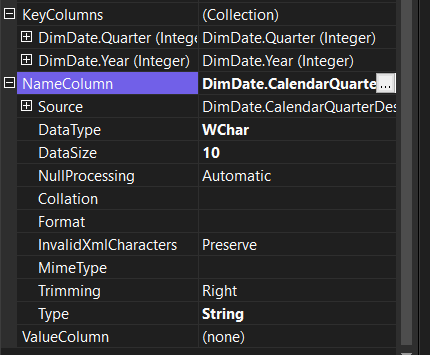 KeyColumns (Collection)
DimDate.Quarter (Intege DimDate.Quarter (Integer)
DimDate.Year (Integer) DimDate.Year (Integer)
NameColumn DimDate.CalendarQuarte ...
Source DimDate.CalendarQuarterDes
DataType WChar
DataSize 10
NullProcessing Automatic
Collation
Format
InvalidXmlCharacters Preserve
MimeType
Trimming Right
Type String
ValueColumn (none)